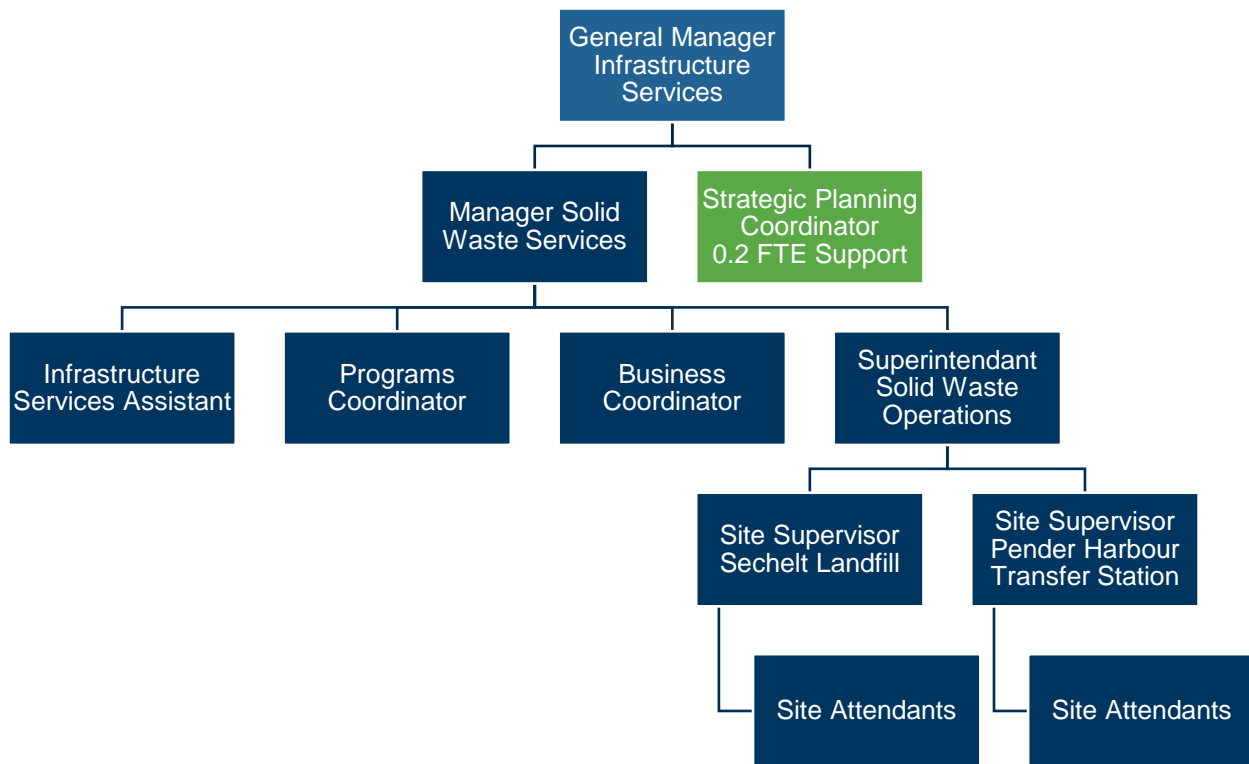 General Manager
Infrastructure
Services
Manager Solid
Waste Services
Strategic Planning
Coordinator
0.2 FTE Support
Infrastructure
Services Assistant
Programs
Coordinator
Business
Coordinator
Superintendant
Solid Waste
Operations
Site Supervisor
Sechelt Landfill
Site Supervisor
Pender Harbour
Transfer Station
Site Attendants
Site Attendants